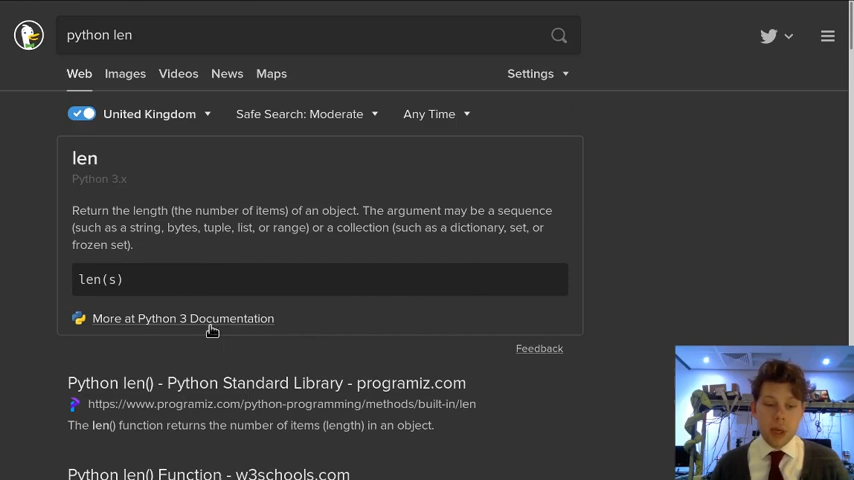 python len
Web Images Videos News Maps Settings
United Kingdom Safe Search: Moderate Any Time
len
Python 3.x
Return the length (the number of items) of an object. The argument may be a sequence
(such as a string, bytes, tuple, list, or range) or a collection (such as a dictionary, set, or
frozen set).
len(s)
More at Python 3 Documentation
Feedback
Python len() - Python Standard Library - programiz.com
https://www.programiz.com/python-programming/methods/built-in/len
The len() function returns the number of items (length) in an object.
Python len() Function - w3schools.com